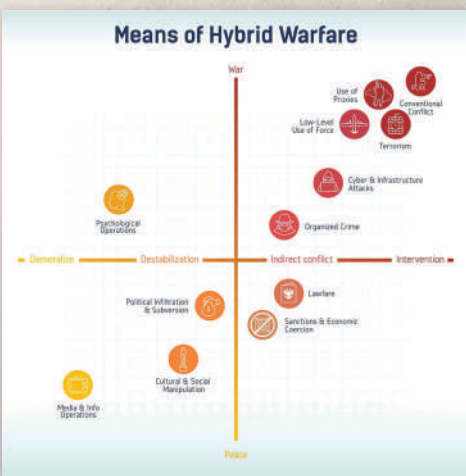 Means of Hybrid Warfare
War
Use of
Proxies
Conventional
Conflict
Low-Level
Use of Force
Terrorism
Cyber & Infrastructure
Attacks
Psychological
Operations
Organized Crime
Demoralize
Destabilization
Indirect conflict
Intervention
Lawfare
Political Infiltration
& Subversion
Sanctions & Economic
Coercion
Cultural & Social
Manipulation
Media & Info
Operations
Peace